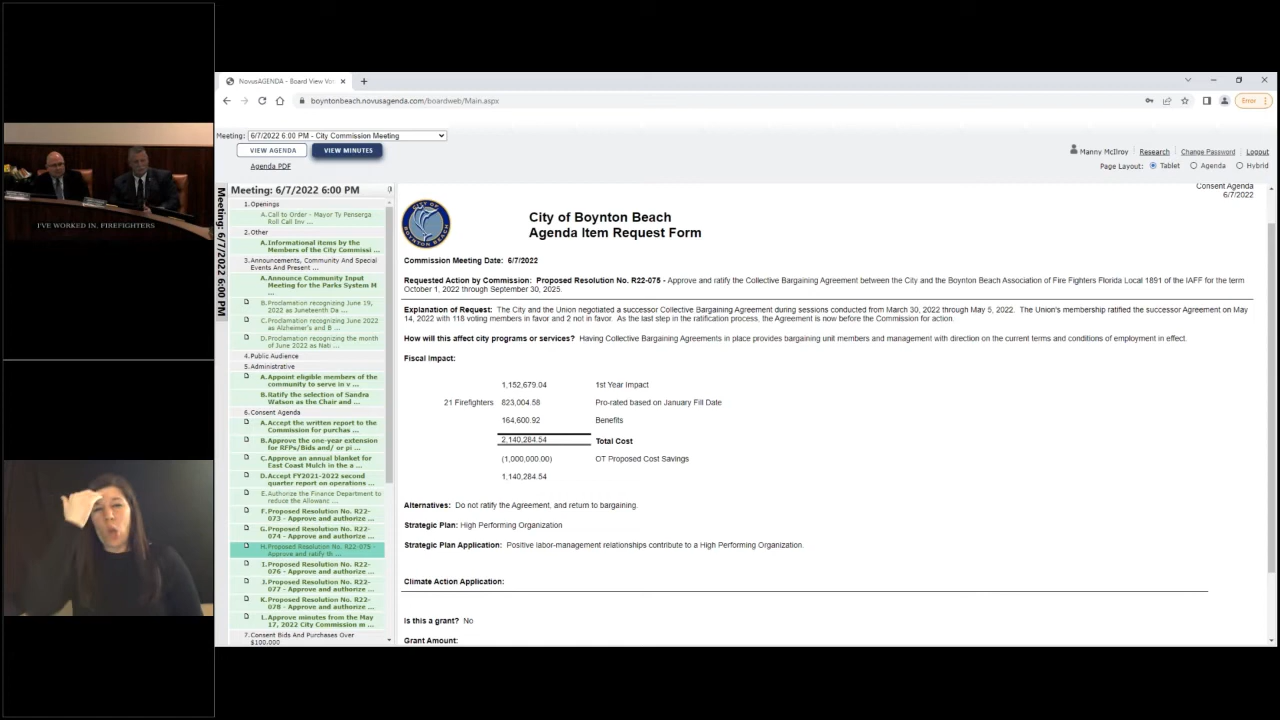 NovusAGENDA - Board View Vo
boyntonbeach.novusagenda.com/boardweb/Main.aspx
Error
Meeting: 6/7/2022 6:00 PM - City Commission Meeting
VIEW AGENDA VIEW MINUTES
Agenda PDF
Manny McIlroy Research Change Password Logout
Page Layout: Tablet Agenda Hybrid
I'VE WORKED IN, FIREFIGHTERS
Meeting: 6/7/2022 6:00 PM
Meeting: 6/7/2022 6:00 PM
1.Openings
A.Call to Order - Mayor Ty Penserga
Roll Call Inv ...
2.Other
A.Informational items by the
Members of the City Commissi ...
3.Announcements, Community And Special
Events And Present ...
A.Announce Community Input
Meeting for the Parks System M
...
B.Proclamation recognizing June 19,
2022 as Juneteenth Da ...
C.Proclamation recognizing June 2022
as Alzheimer's and B ...
D.Proclamation recognizing the month
of June 2022 as Nati ...
4.Public Audience
5.Administrative
A.Appoint eligible members of the
community to serve in v ...
B.Ratify the selection of Sandra
Watson as the Chair and ...
6.Consent Agenda
A.Accept the written report to the
Commission for purchas ...
B.Approve the one-year extension
for RFPs/Bids and/ or pi ...
C.Approve an annual blanket for
East Coast Mulch in the a ...
D.Accept FY2021-2022 second
quarter report on operations ...
E.Authorize the Finance Department to
reduce the Allowanc ...
F.Proposed Resolution No. R22-
073 - Approve and authorize ...
G.Proposed Resolution No. R22-
074 - Approve and authorize ...
H.Proposed Resolution No. R22-075 -
Approve and ratify th ...
I.Proposed Resolution No. R22-
076 - Approve and authorize ...
J.Proposed Resolution No. R22-
077 - Approve and authorize ...
K.Proposed Resolution No. R22-
078 - Approve and authorize ...
L.Approve minutes from the May
17, 2022 City Commission m ...
7.Consent Bids And Purchases Over
$100,000
Consent Agenda
6/7/2022
CITY OF
BOYNTON BEACH
City of Boynton Beach
Agenda Item Request Form
Commission Meeting Date: 6/7/2022
Requested Action by Commission: Proposed Resolution No. R22-075 - Approve and ratify the Collective Bargaining Agreement between the City and the Boynton Beach Association of Fire Fighters Florida Local 1891 of the IAFF for the term
October 1, 2022 through September 30, 2025.
Explanation of Request: The City and the Union negotiated a successor Collective Bargaining Agreement during sessions conducted from March 30, 2022 through May 5, 2022. The Union's membership ratified the successor Agreement on May
14, 2022 with 118 voting members in favor and 2 not in favor. As the last step in the ratification process, the Agreement is now before the Commission for action.
How will this affect city programs or services? Having Collective Bargaining Agreements in place provides bargaining unit members and management with direction on the current terms and conditions of employment in effect.
Fiscal Impact:
1,152,679.04 1st Year Impact
21 Firefighters 823,004.58 Pro-rated based on January Fill Date
164,600.92 Benefits
2,140,284.54 Total Cost
(1,000,000.00) OT Proposed Cost Savings
1,140,284.54
Alternatives: Do not ratify the Agreement, and return to bargaining.
Strategic Plan: High Performing Organization
Strategic Plan Application: Positive labor-management relationships contribute to a High Performing Organization.
Climate Action Application:
Is this a grant? No
Grant Amount: